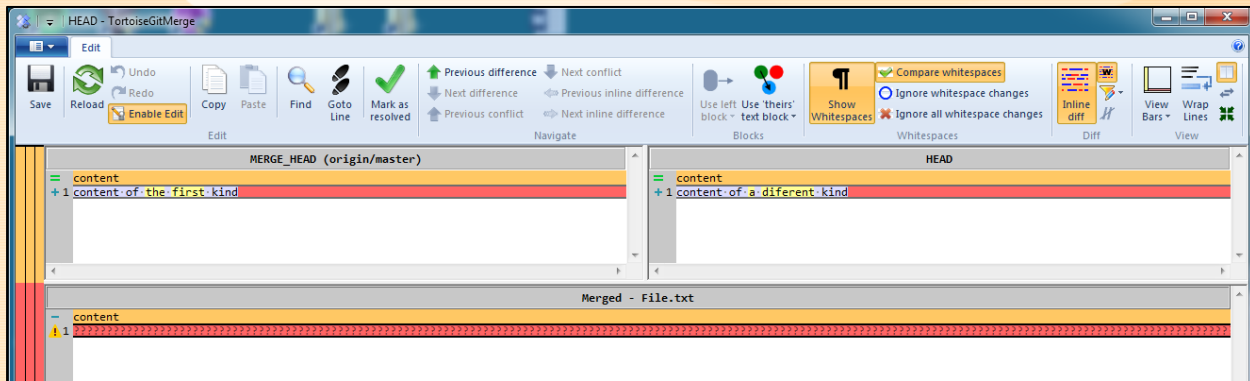 HEAD - TortoiseGitMerge
Edit
Save
Reload
Undo
Redo
Enable Edit
Copy
Paste
Find
Goto
Line
Mark as
resolved
Previous difference
Next difference
Previous conflict
Next conflict
Previous inline difference
Next inline difference
Use left
block
Use 'theirs'
text block
Show
Whitespaces
Compare whitespaces
Ignore whitespace changes
Ignore all whitespace changes
Inline
diff
View
Bars
Wrap
Lines
Edit
Navigate
Blocks
Whitespaces
Diff
View
MERGE_HEAD (origin/master)
= content
+ 1 content·of·the·first·kind
HEAD
= content
+ 1 content·of·a·diferent·kind
Merged - File.txt
- content
1 ????????????????????????????????????????????????????????????????????????????????????????????????????????????????????????????????????????????????????????????????????????